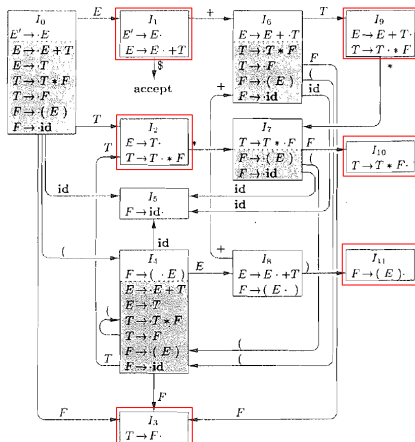 I₀
E′ → ·E
E → ·E + T
E → ·T
T → ·T * F
T → ·F
F → ·( E )
F → ·id
E
I₁
E′ → E·
E → E· + T
$
accept
+
I₆
E → E + ·T
T → ·T * F
T → ·F
F → ·( E )
F → ·id
T
I₉
E → E + T·
T → T· * F
*
F
(
id
T
I₂
E → T·
T → T· * F
*
+
I₇
T → T * ·F
F → ·( E )
F → ·id
F
(
I₁₀
T → T * F·
T
id
id
id
I₅
F → id·
id
(
I₄
F → ( ·E )
E → ·E + T
E → ·T
T → ·T * F
T → ·F
F → ·( E )
F → ·id
E
+
I₈
E → E· + T
F → ( E· )
)
I₁₁
F → ( E )·
(
T
(
(
F
F
I₃
T → F·
F